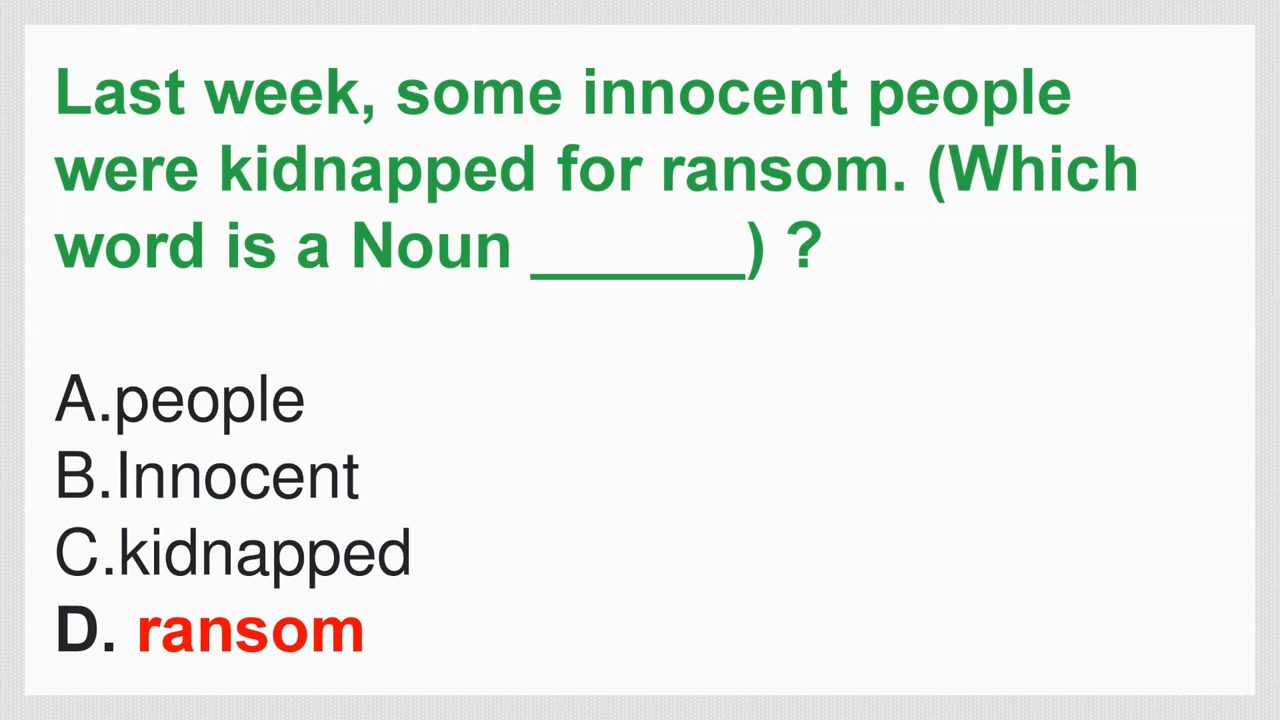 Last week, some innocent people
were kidnapped for ransom. (Which
word is a Noun ______) ?
A.people
B.Innocent
C.kidnapped
D. ransom